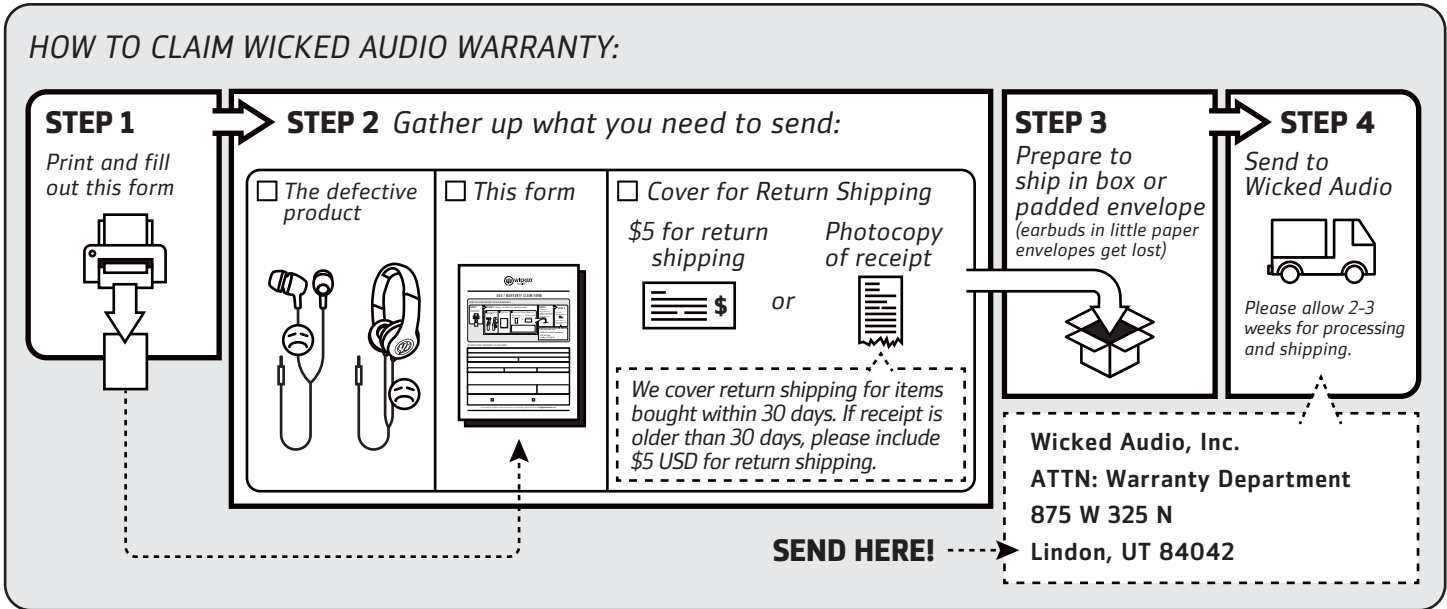 HOW TO CLAIM WICKED AUDIO WARRANTY:
STEP 1
Print and fill
out this form
STEP 2 Gather up what you need to send:
The defective
product
This form
WICKED
Cover for Return Shipping
$5 for return
shipping
$
or
Photocopy
of receipt
We cover return shipping for items
bought within 30 days. If receipt is
older than 30 days, please include
$5 USD for return shipping.
STEP 3
Prepare to
ship in box or
padded envelope
(earbuds in little paper
envelopes get lost)
STEP 4
Send to
Wicked Audio
Please allow 2-3
weeks for processing
and shipping.
SEND HERE!
Wicked Audio, Inc.
ATTN: Warranty Department
875 W 325 N
Lindon, UT 84042